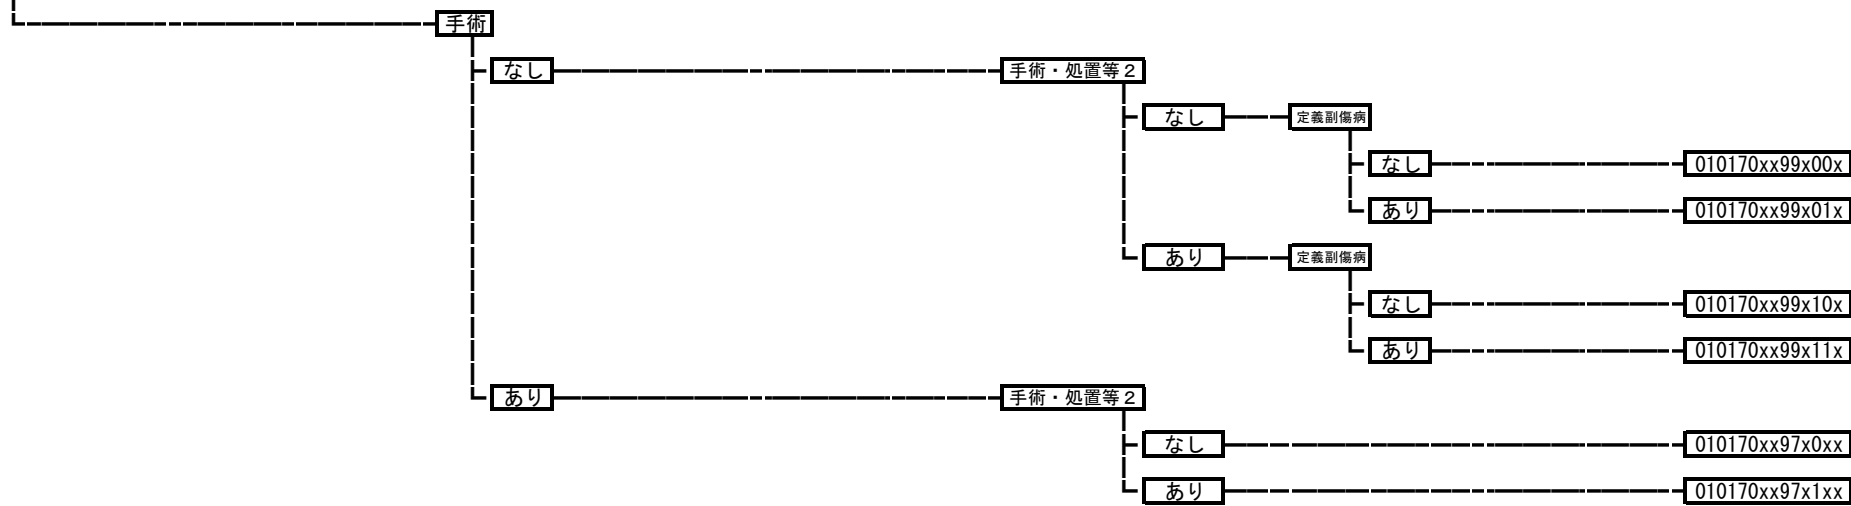 手術
なし 手術・処置等２
なし 定義副傷病
なし 010170xx99x00x
あり 010170xx99x01x
あり 定義副傷病
なし 010170xx99x10x
あり 010170xx99x11x
あり 手術・処置等２
なし 010170xx97x0xx
あり 010170xx97x1xx